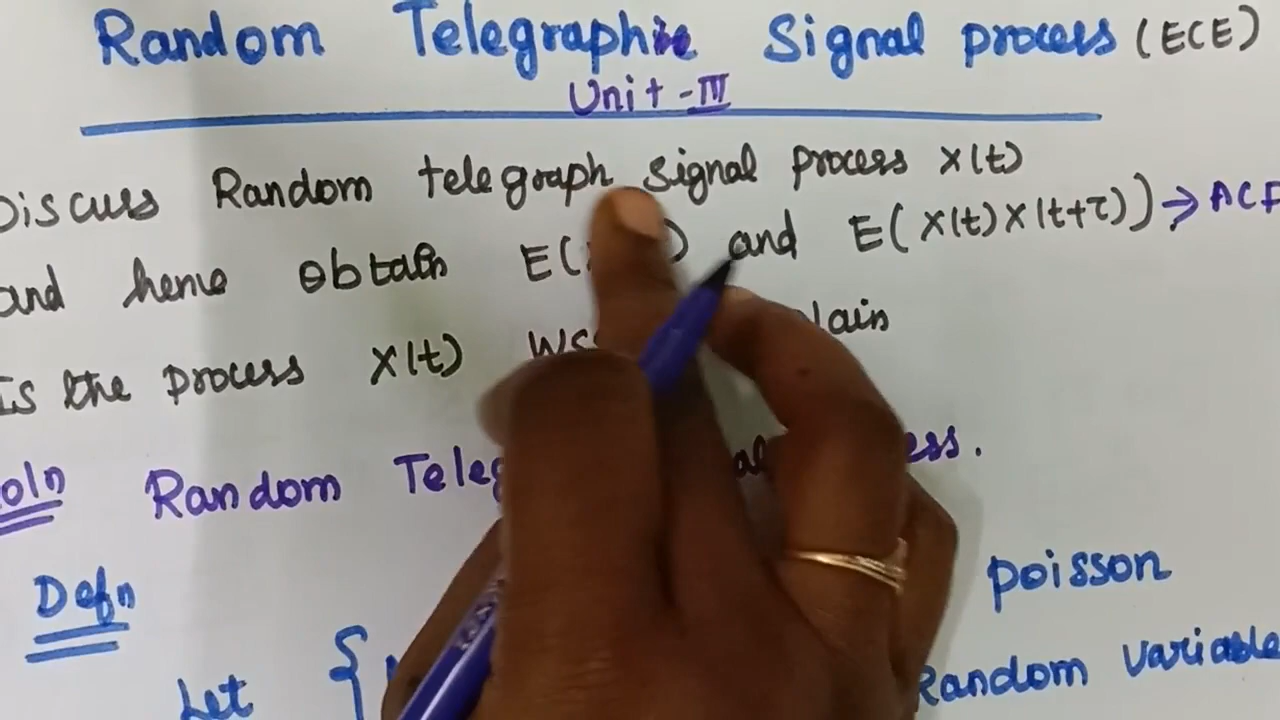 Random Telegraphic Signal process (ECE)
Unit-III
Discuss Random telegraph signal process X(t)
and hence obtain E( ) and E(X(t)X(t+τ)) → ACF
Is the process X(t)
Soln Random
Defn poisson
Let { Random variable